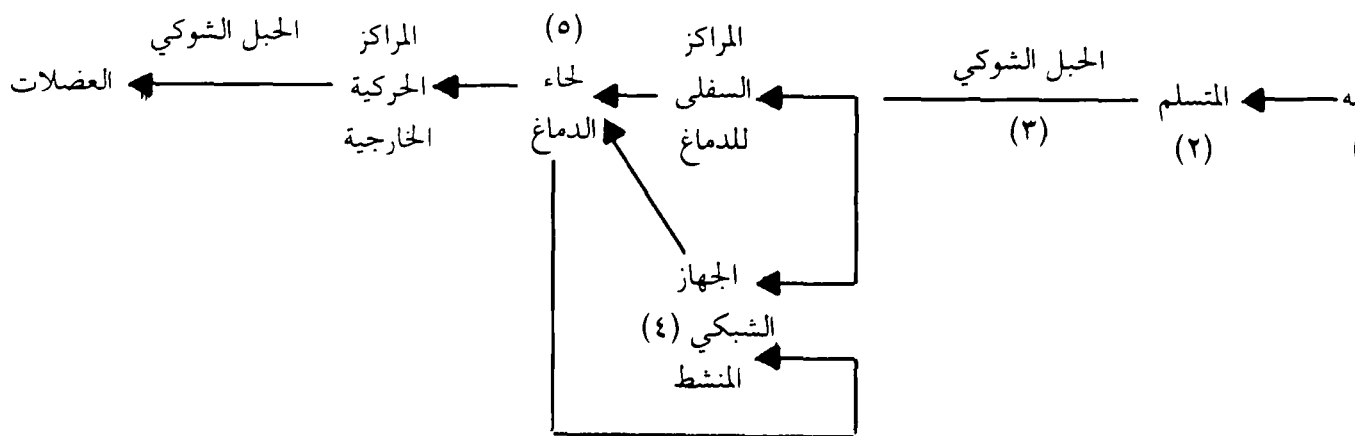 المتسلم
(٢)
الحبل الشوكي
(٣)
المراكز
السفلى
للدماغ
الجهاز
الشبكي (٤)
المنشط
(٥)
لحاء
الدماغ
المراكز
الحركية
الخارجية
الحبل الشوكي
العضلات